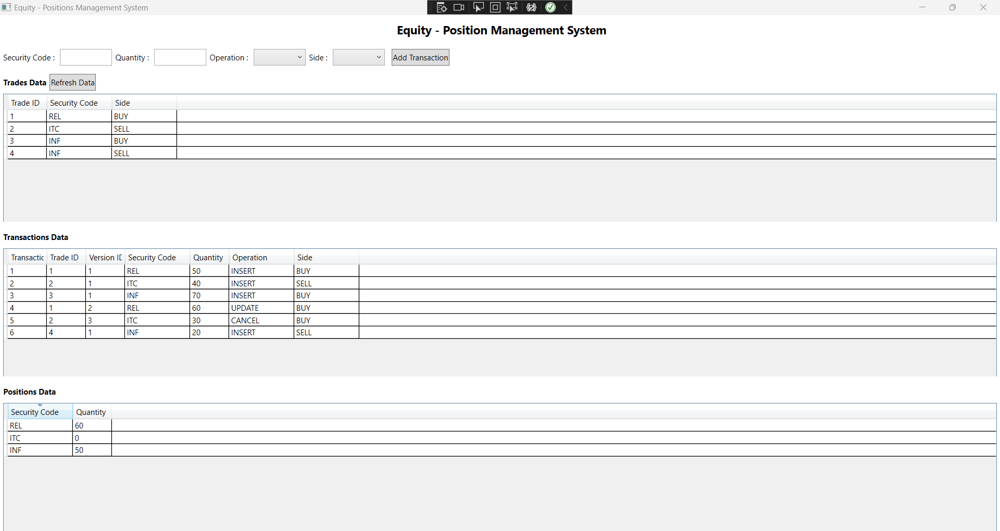 Equity - Positions Management System
Equity - Position Management System
Security Code : Quantity : Operation : Side : Add Transaction
Trades Data Refresh Data
Trade ID Security Code Side
1 REL BUY
2 ITC SELL
3 INF BUY
4 INF SELL
Transactions Data
Transactic Trade ID Version ID Security Code Quantity Operation Side
1 1 1 REL 50 INSERT BUY
2 2 1 ITC 40 INSERT SELL
3 3 1 INF 70 INSERT BUY
4 1 2 REL 60 UPDATE BUY
5 2 3 ITC 30 CANCEL BUY
6 4 1 INF 20 INSERT SELL
Positions Data
Security Code Quantity
REL 60
ITC 0
INF 50